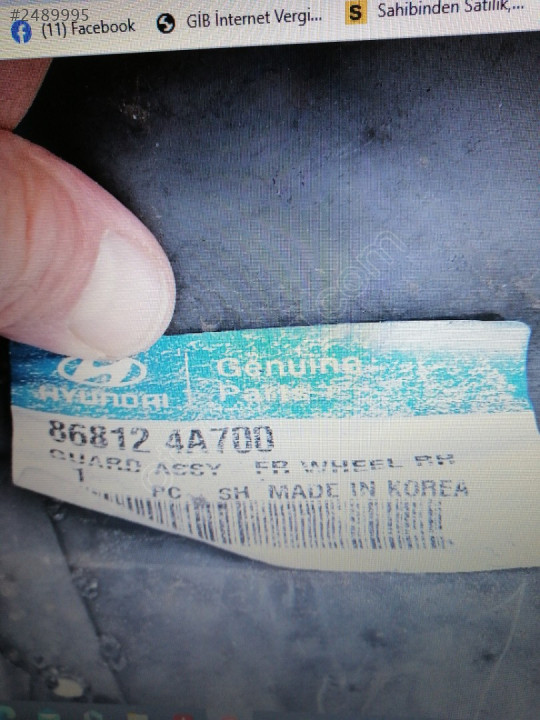 #2489995
(11) Facebook
GİB İnternet Vergi...
S
Sahibinden Satılık,...
HYUNDAI
Genuine
Parts
86812 4A700
GUARD ASSY FR WHEEL RH
1 PC SH MADE IN KOREA